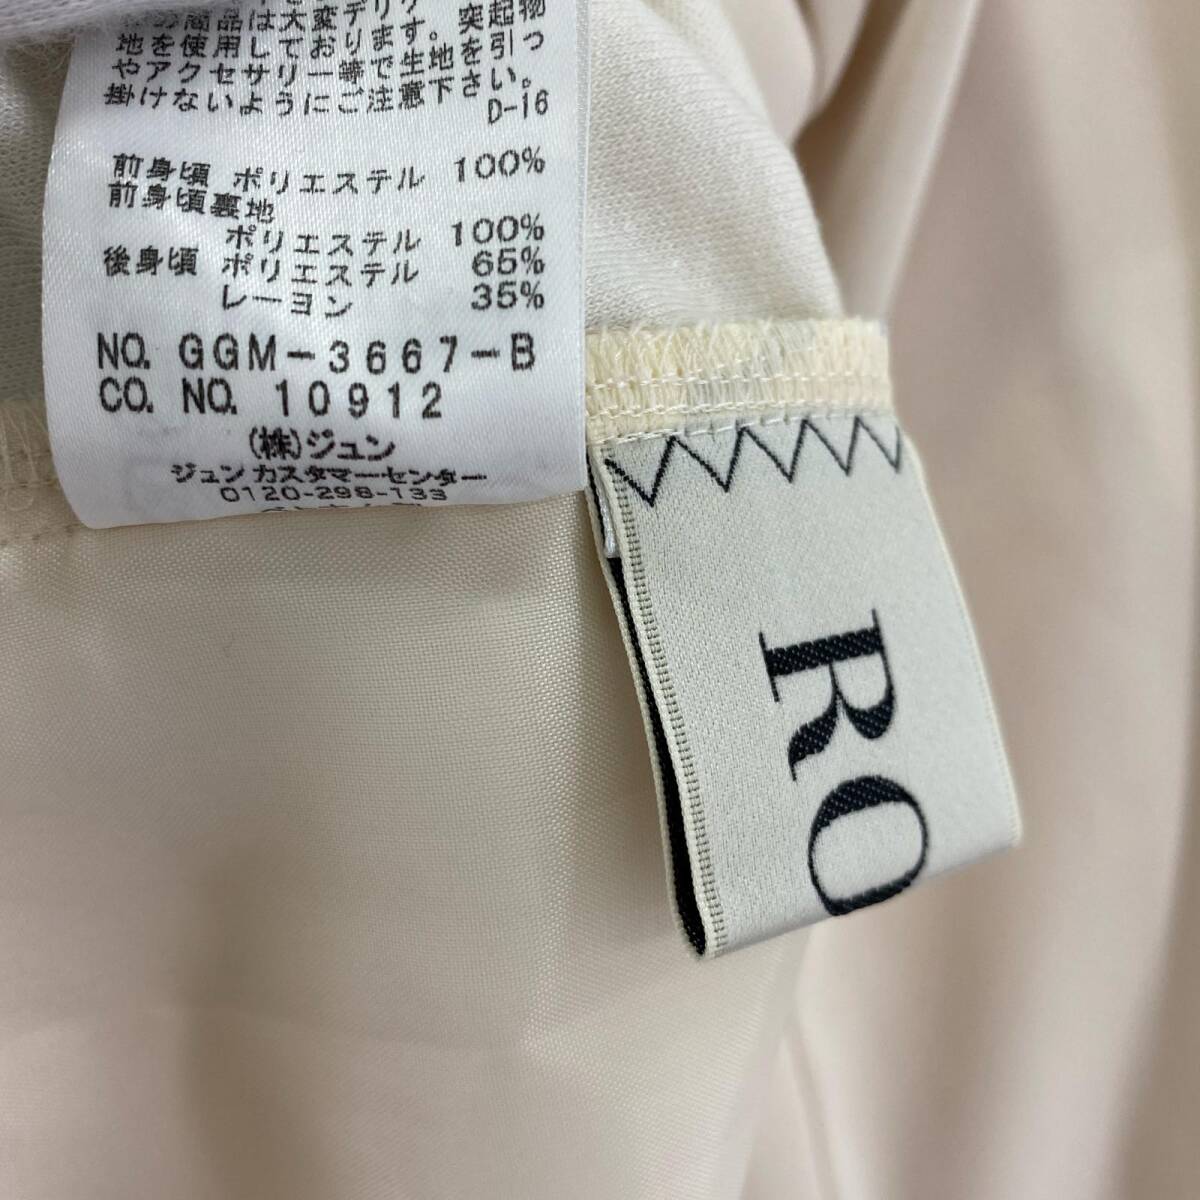 の商品は大変デリケ
地を使用しております。突起物
やアクセサリー等で生地を引っ
掛けないようにご注意下さい。
D-16
前身頃 ポリエステル 100%
前身頃裏地
ポリエステル 100%
後身頃 ポリエステル 65%
レーヨン 35%
NO. GGM-3667-B
CO. NO. 10912
(株)ジュン
ジュン カスタマーセンター
0120-298-133
RO